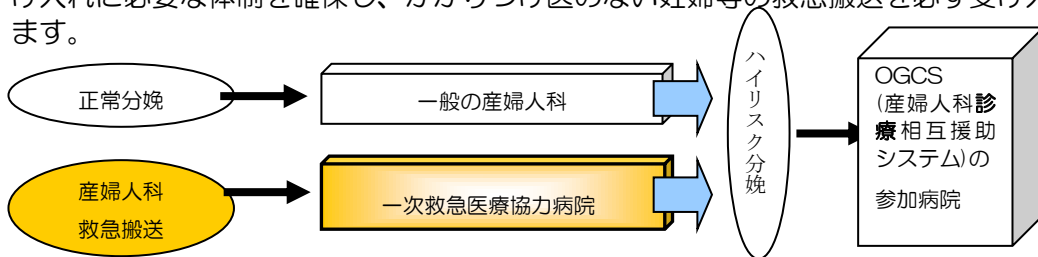 け入れに必要な体制を確保し、かかりつけ医のない妊婦等の救急搬送を必ず受け入
ます。
正常分娩
一般の産婦人科
ハイリスク分娩
OGCS
(産婦人科診
療相互援助
システム)の
参加病院
産婦人科
救急搬送
一次救急医療協力病院